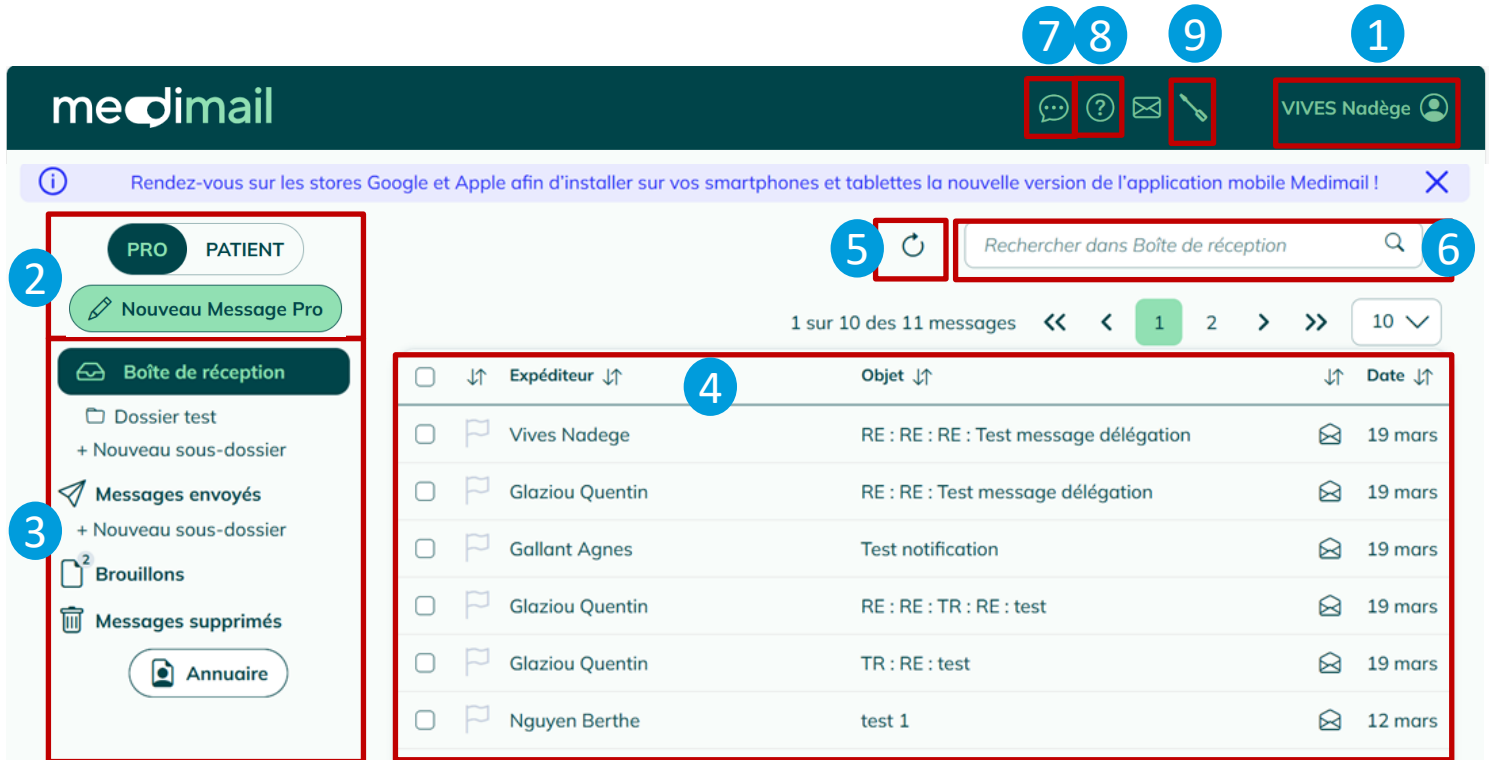 7 8 9 1
medimail
VIVES Nadège
Rendez-vous sur les stores Google et Apple afin d'installer sur vos smartphones et tablettes la nouvelle version de l'application mobile Medimail !
2
PRO PATIENT
Nouveau Message Pro
5
Rechercher dans Boîte de réception
6
1 sur 10 des 11 messages 1 2 10
3
Boîte de réception
Dossier test
+ Nouveau sous-dossier
Messages envoyés
+ Nouveau sous-dossier
2
Brouillons
Messages supprimés
Annuaire
4
Expéditeur Objet Date
Vives Nadege RE : RE : RE : Test message délégation 19 mars
Glaziou Quentin RE : RE : Test message délégation 19 mars
Gallant Agnes Test notification 19 mars
Glaziou Quentin RE : RE : TR : RE : test 19 mars
Glaziou Quentin TR : RE : test 19 mars
Nguyen Berthe test 1 12 mars